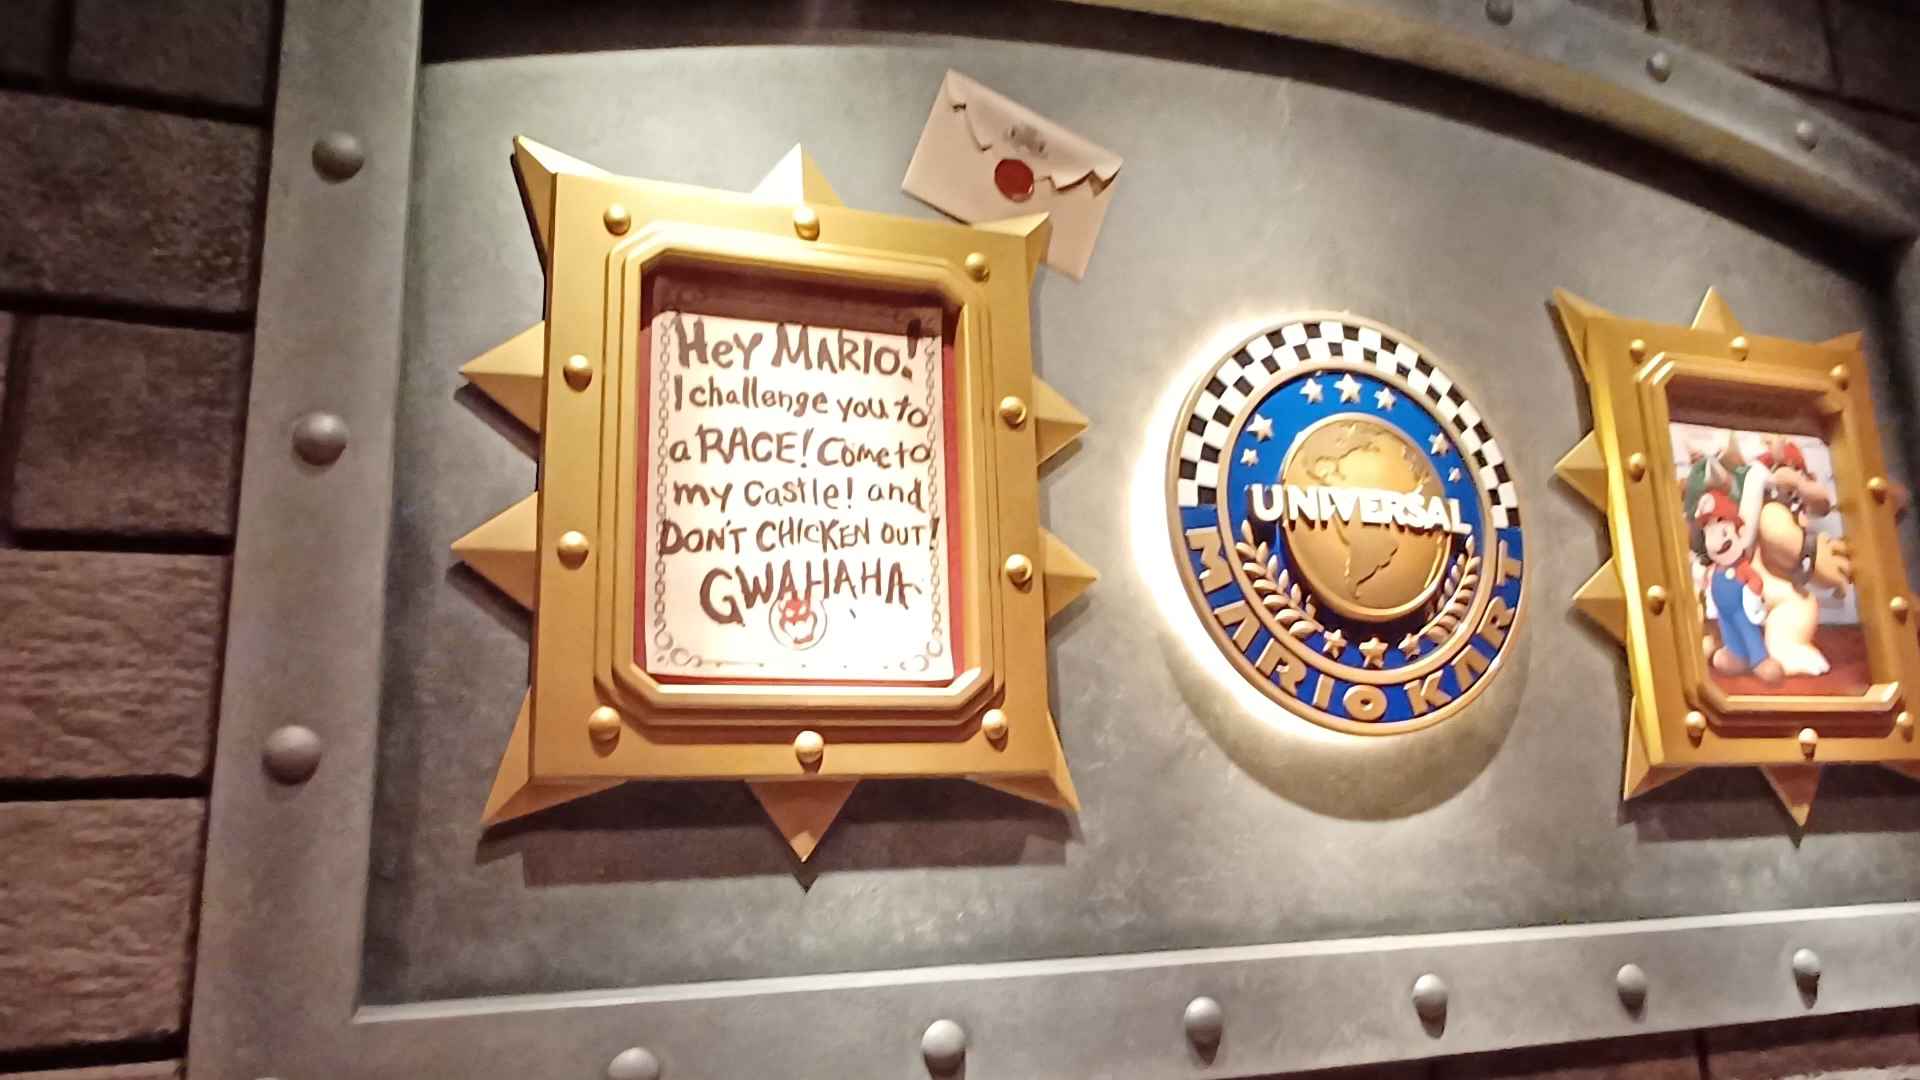 HeY MARIO!
I challenge you to
a RACE! Come to
my Castle! and
DON'T CHICKEN OUT!
GWAHAHA
UNIVERSAL
MARIO KART